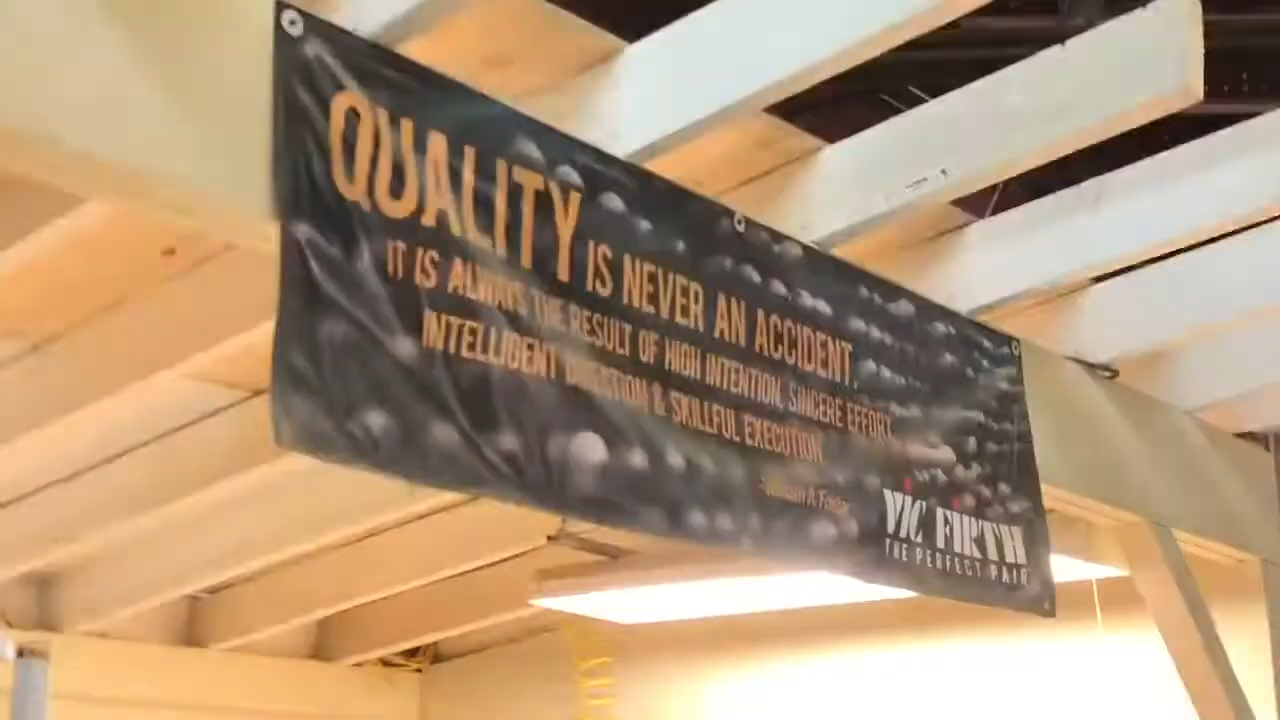 QUALITY IS NEVER AN ACCIDENT.
IT IS ALWAYS THE RESULT OF HIGH INTENTION, SINCERE EFFORT,
INTELLIGENT DIRECTION & SKILLFUL EXECUTION
-William A. Foster
VIC FIRTH
THE PERFECT PAIR